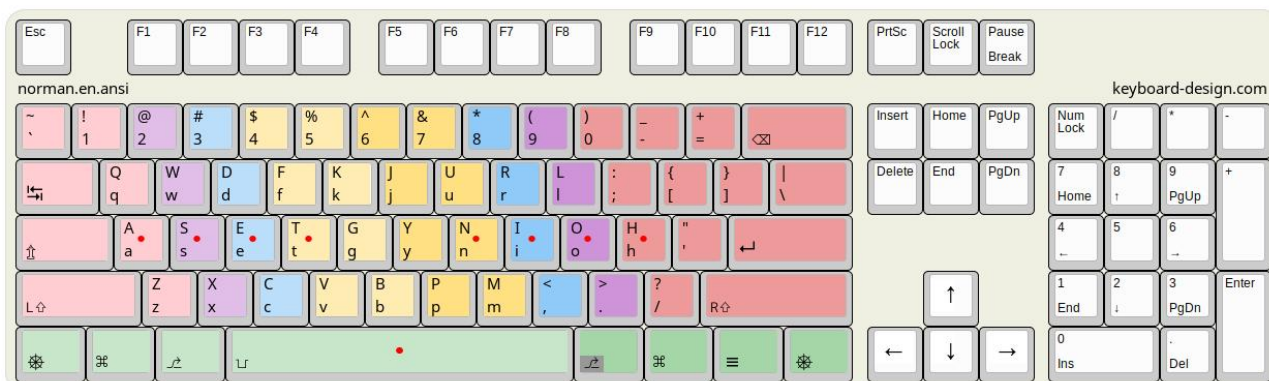 Esc F1 F2 F3 F4 F5 F6 F7 F8 F9 F10 F11 F12 PrtSc Scroll Lock Pause Break
norman.en.ansi keyboard-design.com
~ ! @ # $ % ^ & * ( ) _ +
` 1 2 3 4 5 6 7 8 9 0 - = ⌫ Insert Home PgUp Num Lock / * -
Q W D F K J U R L : { } |
↹ q w d f k j u r l ; [ ] \ Delete End PgDn 7 Home 8 ↑ 9 PgUp +
A S E T G Y N I O H "
⇧ a s e t g y n i o h ' ↵ 4 ← 5 6 →
Z X C V B P M < > ?
L⇧ z x c v b p m , . / R⇧ ↑ 1 End 2 ↓ 3 PgDn Enter
⎈ ⌘ ⎇ ⎵ ⎇ ⌘ ≡ ⎈ ← ↓ → 0 Ins . Del